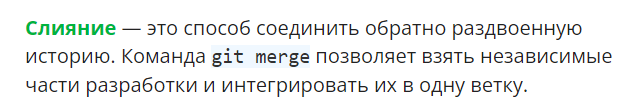 Слияние — это способ соединить обратно раздвоенную
историю. Команда git merge позволяет взять независимые
части разработки и интегрировать их в одну ветку.